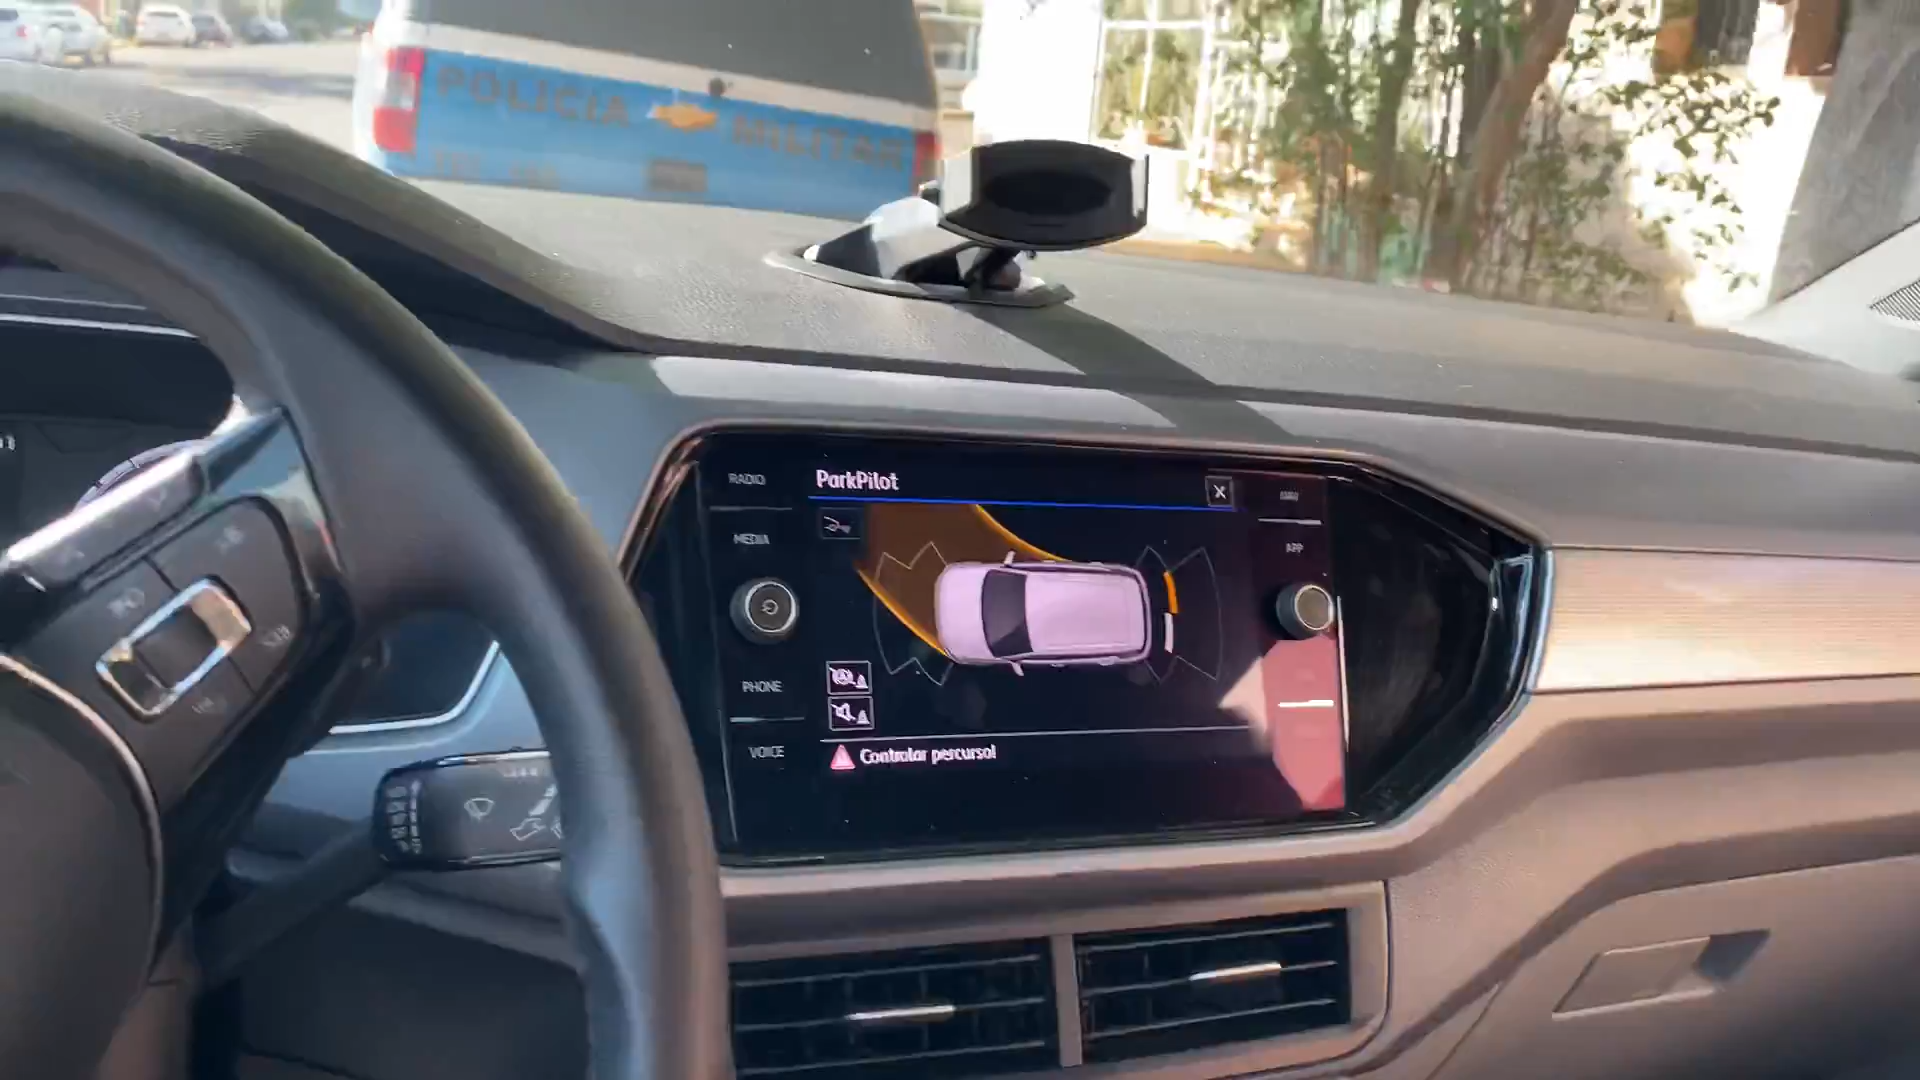 POLICIA MILITAR
RADIO
ParkPilot
MEDIA
APP
PHONE
VOICE
Controlar percurso!